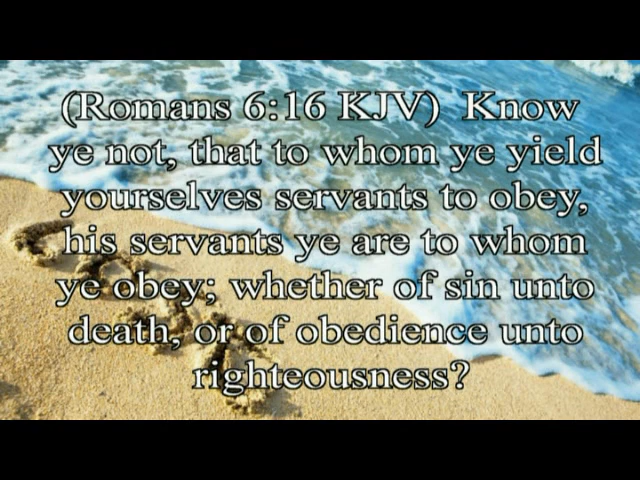 (Romans 6:16 KJV)  Know
ye not, that to whom ye yield
yourselves servants to obey,
his servants ye are to whom
ye obey; whether of sin unto
death, or of obedience unto
righteousness?